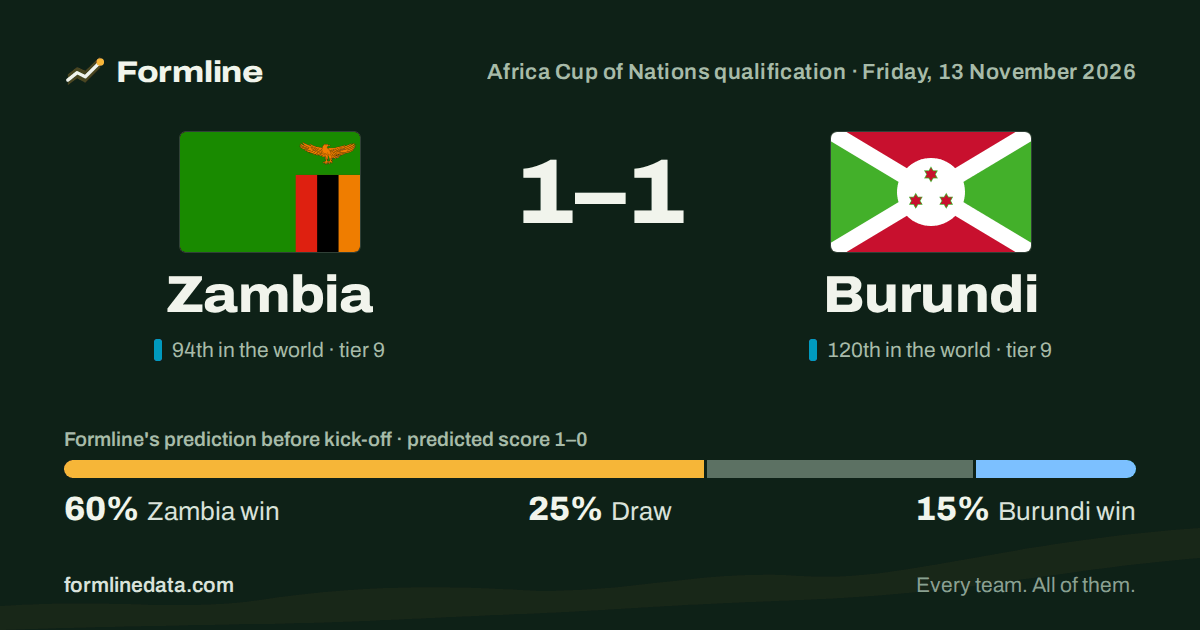 Formline
Africa Cup of Nations qualification · Friday, 13 November 2026
1–1
Zambia
Burundi
94th in the world · tier 9
120th in the world · tier 9
Formline's prediction before kick-off · predicted score 1–0
60% Zambia win
25% Draw
15% Burundi win
formlinedata.com
Every team. All of them.